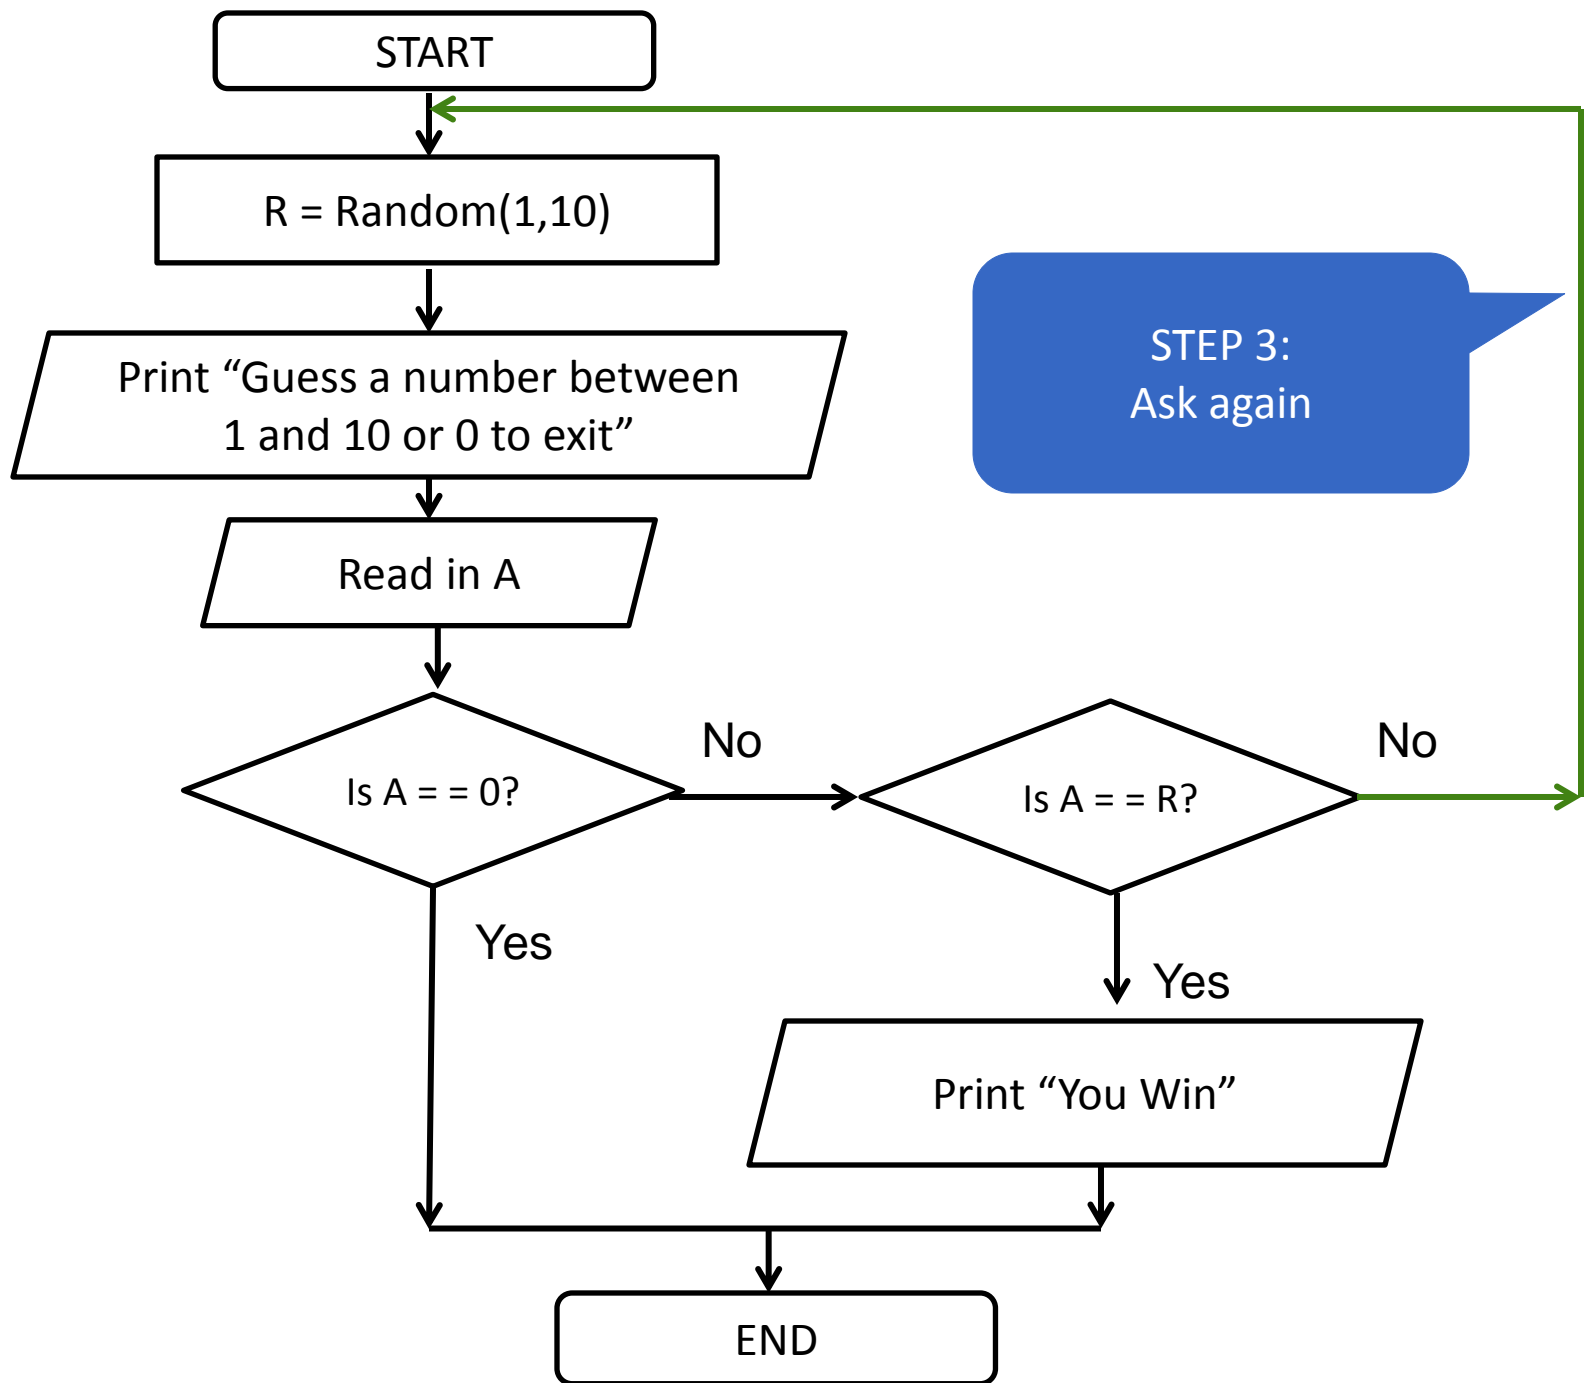 START
R = Random(1,10)
Print “Guess a number between
1 and 10 or 0 to exit”
STEP 3:
Ask again
Read in A
No
No
Is A = = 0?
Is A = = R?
Yes
Yes
Print “You Win”
END